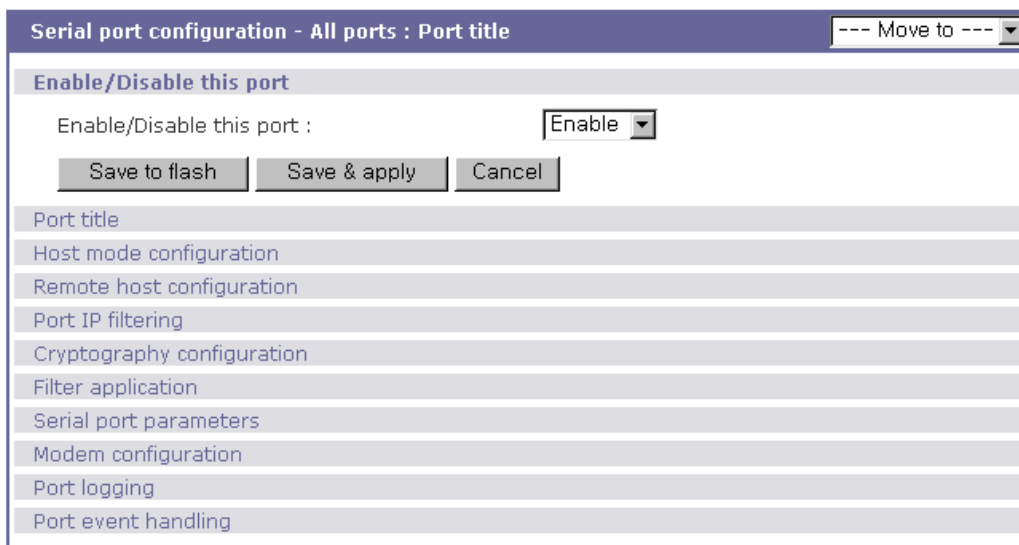 Serial port configuration - All ports : Port title --- Move to ---
Enable/Disable this port
Enable/Disable this port : Enable
Save to flash Save & apply Cancel
Port title
Host mode configuration
Remote host configuration
Port IP filtering
Cryptography configuration
Filter application
Serial port parameters
Modem configuration
Port logging
Port event handling